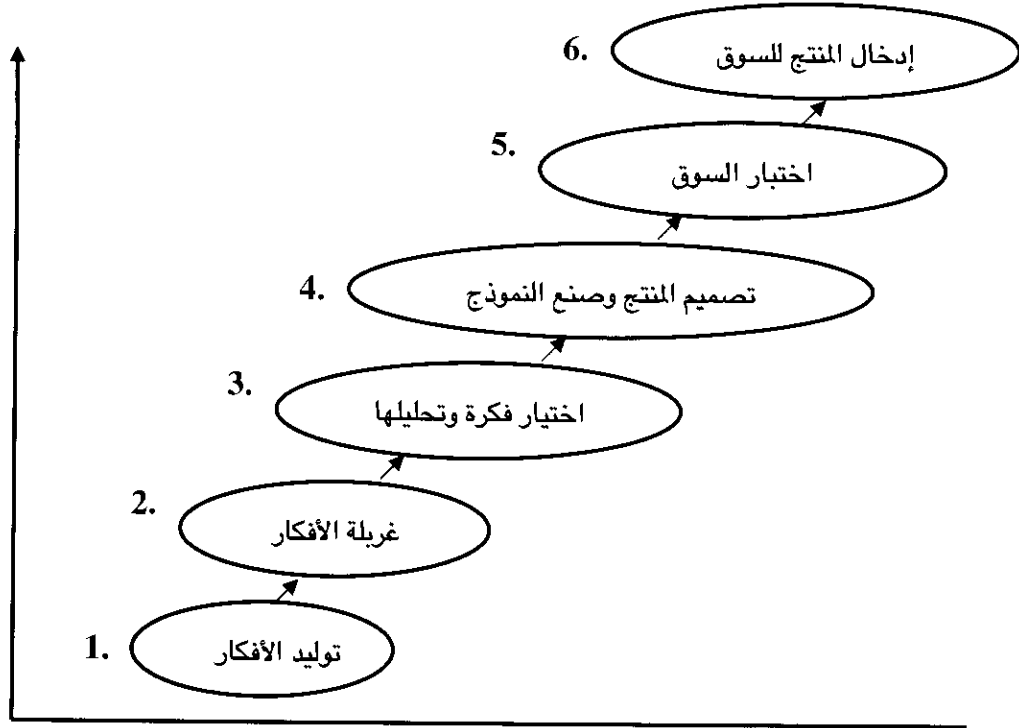 6. إدخال المنتج للسوق
5. اختبار السوق
4. تصميم المنتج وصنع النموذج
3. اختيار فكرة وتحليلها
2. غربلة الأفكار
1. توليد الأفكار